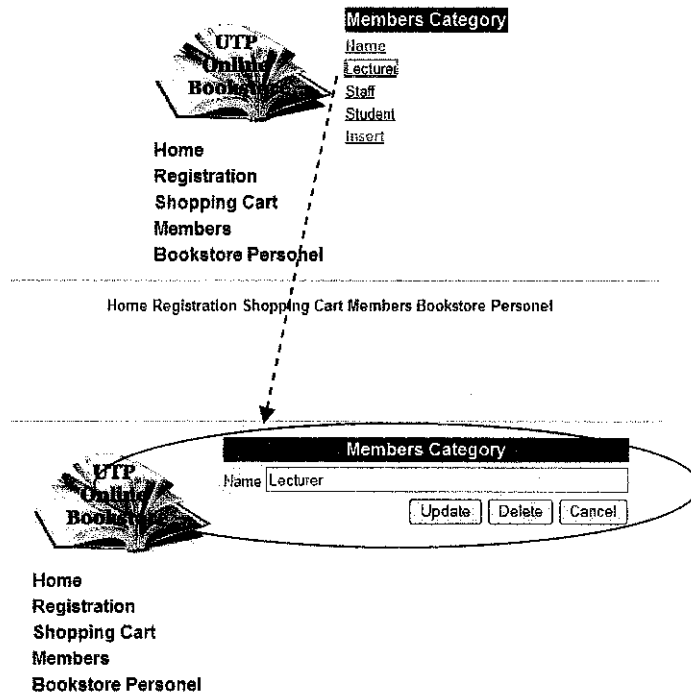 Members Category
UTP
Online
Bookstore
Name
Lecturer
Staff
Student
Insert
Home
Registration
Shopping Cart
Members
Bookstore Personel
Home Registration Shopping Cart Members Bookstore Personel
Members Category
UTP
Online
Bookstore
Name Lecturer
Update Delete Cancel
Home
Registration
Shopping Cart
Members
Bookstore Personel